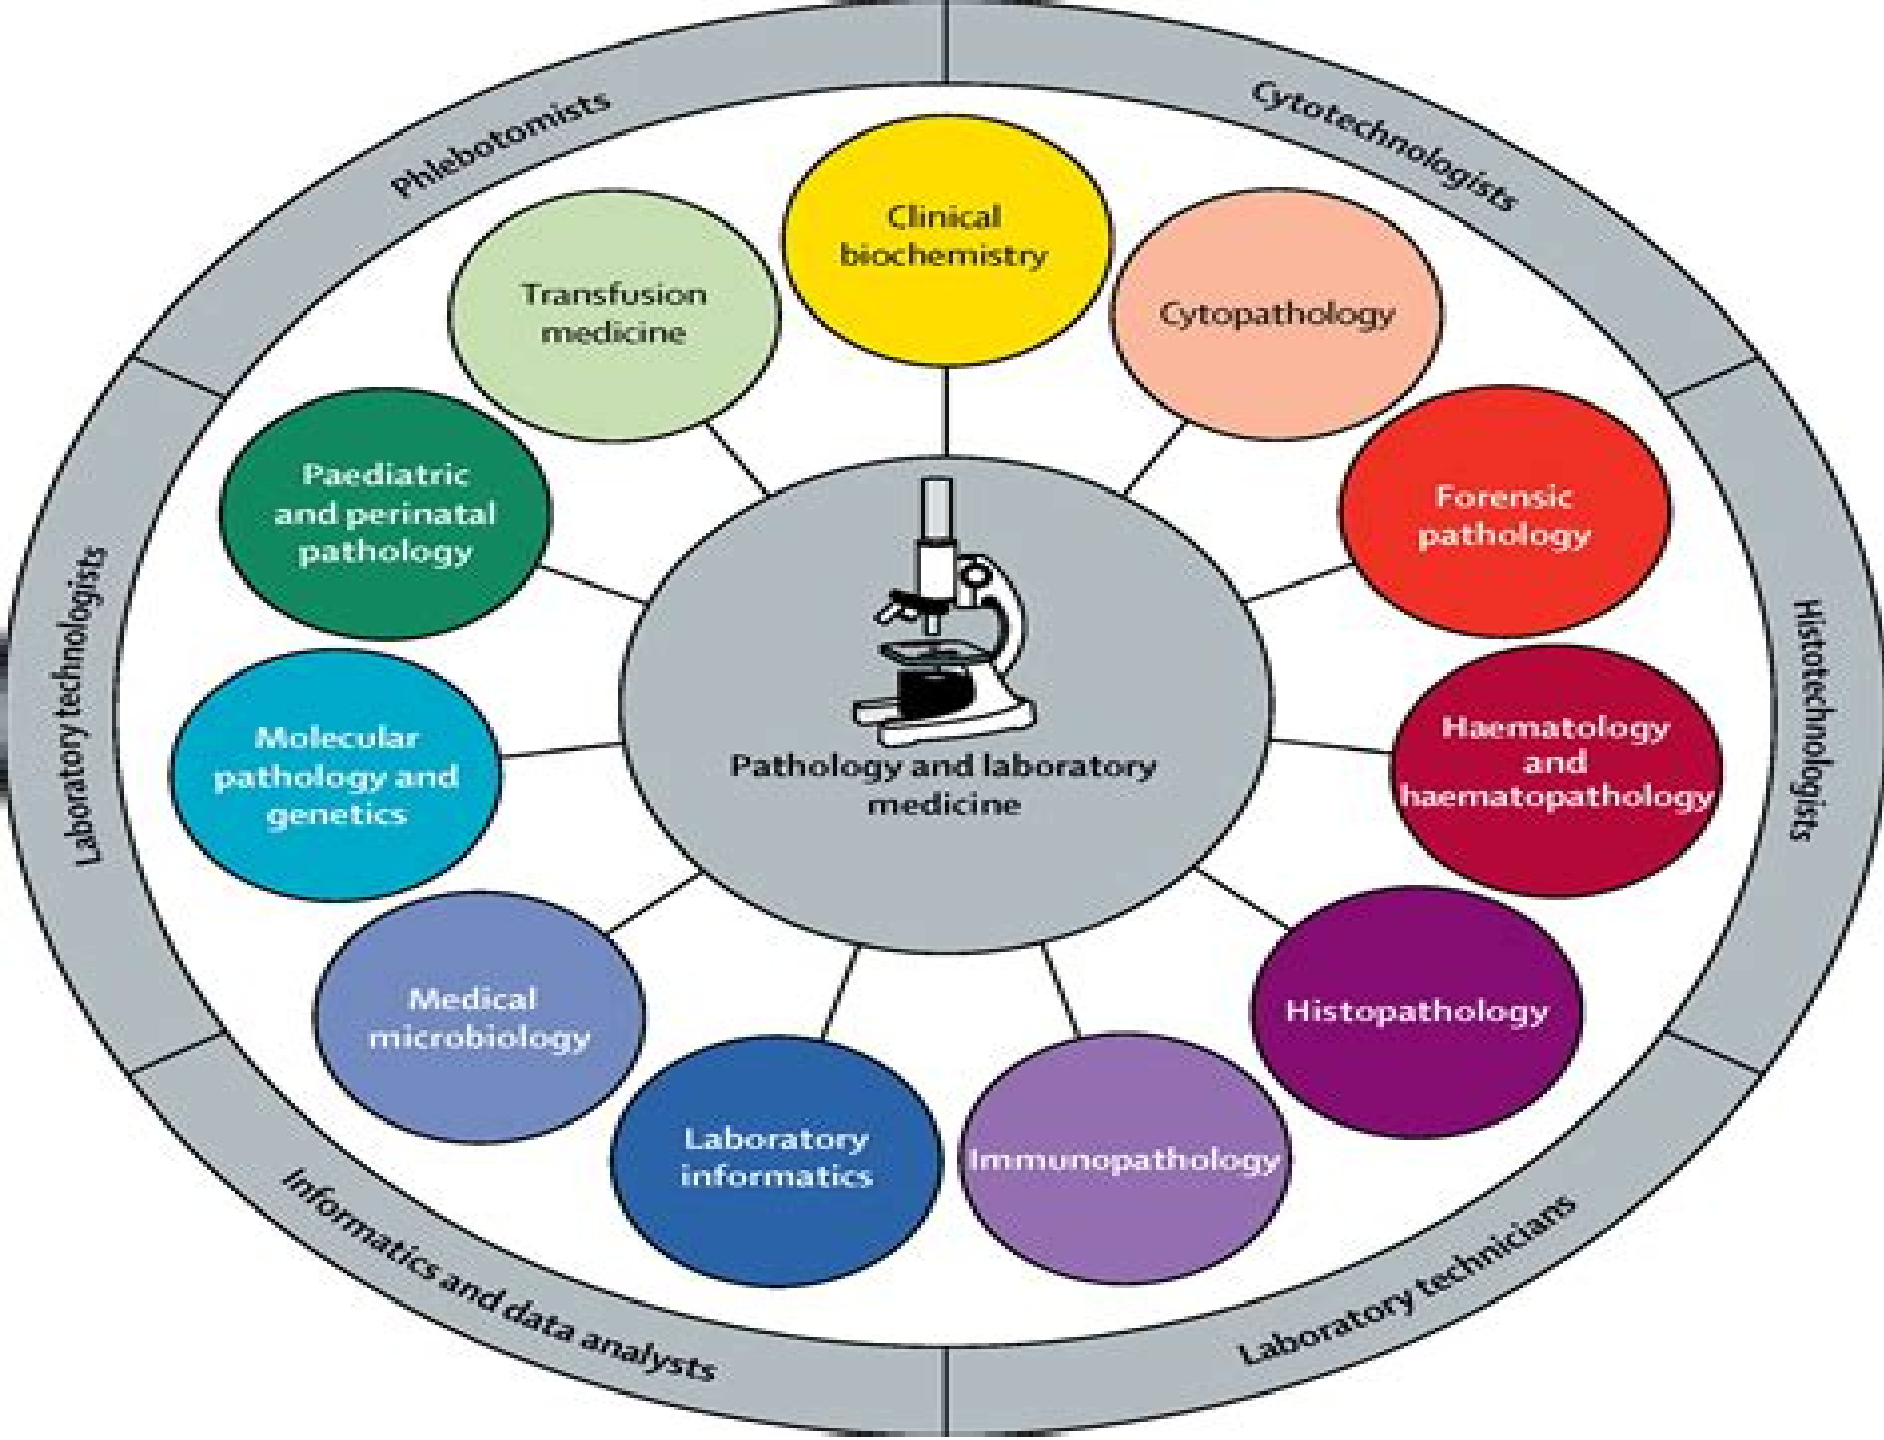 Phlebotomists
Cytotechnologists
Clinical
biochemistry
Transfusion
medicine
Cytopathology
Paediatric
and perinatal
pathology
Forensic
pathology
Laboratory technologists
Histotechnologists
Molecular
pathology and
genetics
Pathology and laboratory
medicine
Haematology
and
haematopathology
Medical
microbiology
Histopathology
Laboratory
informatics
Immunopathology
Informatics and data analysts
Laboratory technicians